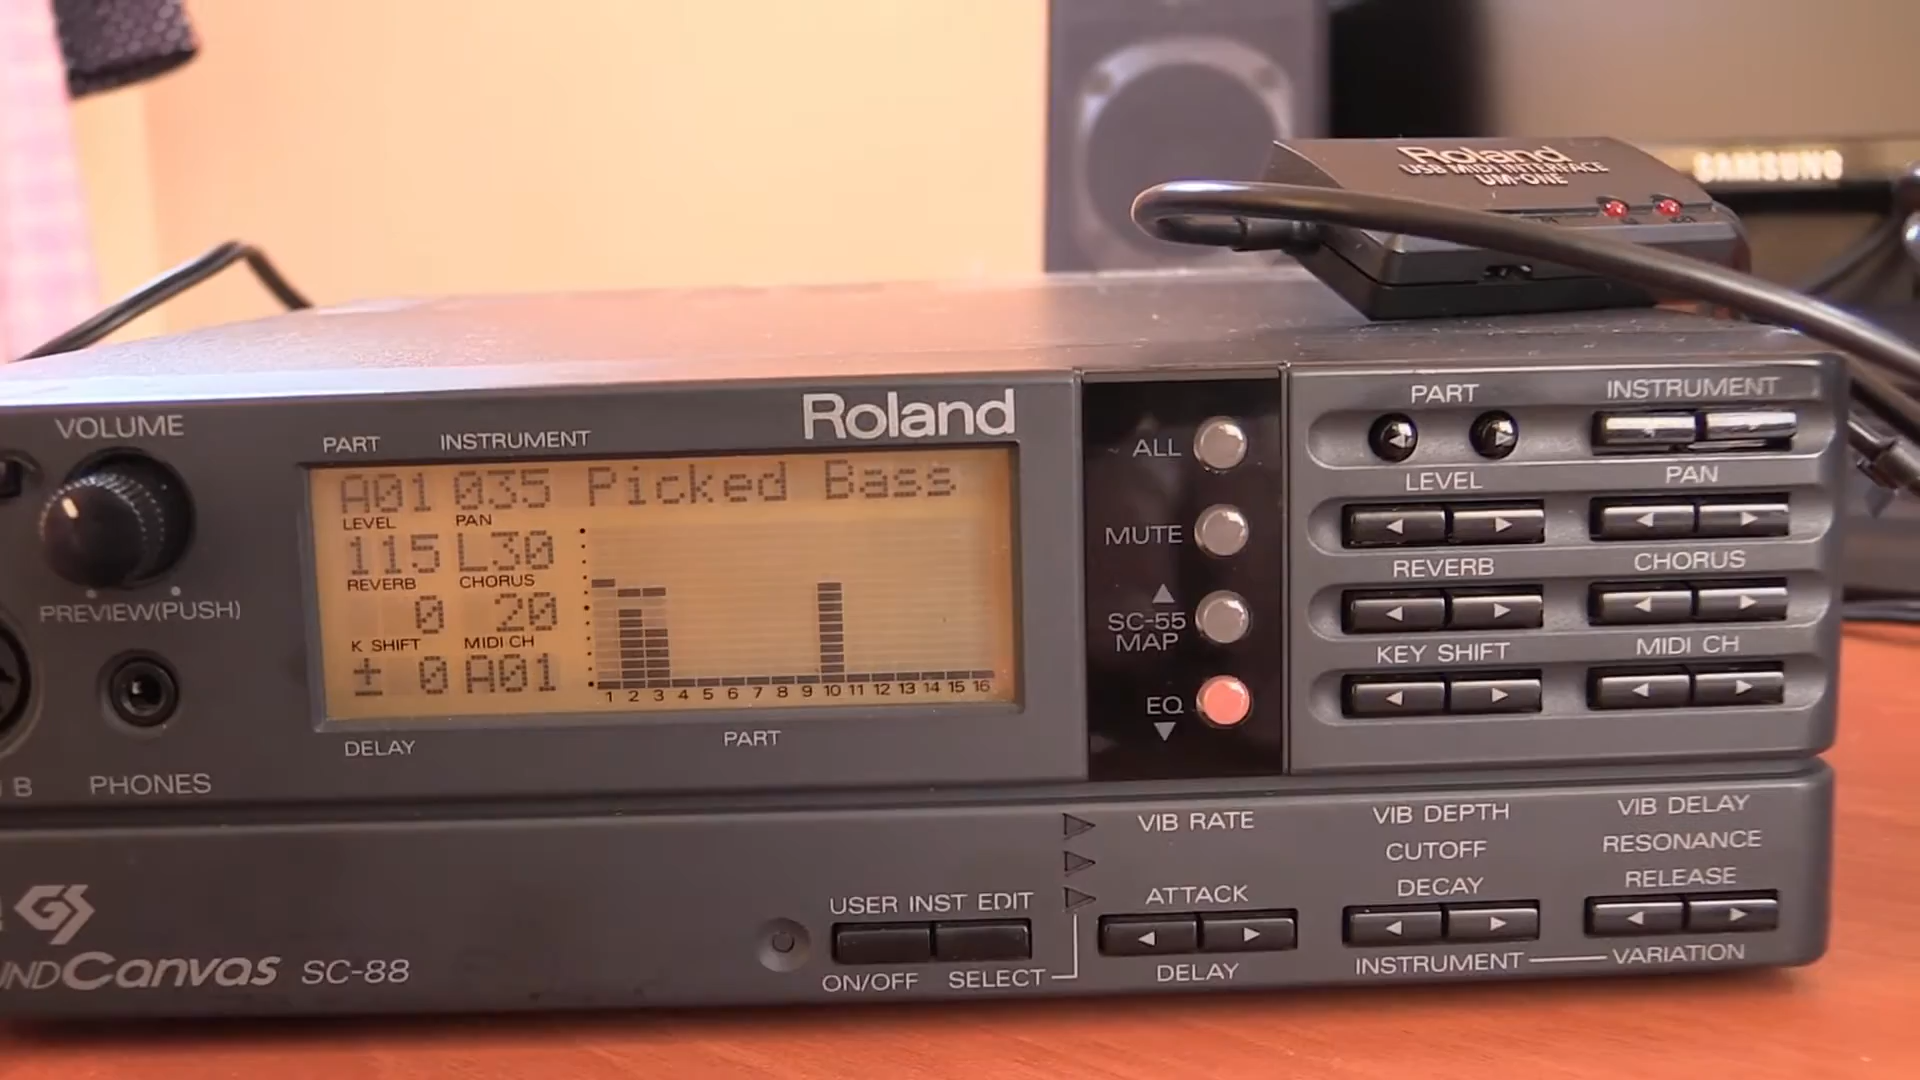 Roland
USB MIDI INTERFACE
UM-ONE
SAMSUNG
VOLUME
PREVIEW(PUSH)
PHONES
B
PART INSTRUMENT
Roland
A01 035 Picked Bass
LEVEL PAN
115 L30
REVERB CHORUS
0 20
K SHIFT MIDI CH
± 0 A01
1 2 3 4 5 6 7 8 9 10 11 12 13 14 15 16
DELAY
PART
ALL
MUTE
SC-55
MAP
EQ
PART INSTRUMENT
LEVEL PAN
REVERB CHORUS
KEY SHIFT MIDI CH
GS
UNDCanvas SC-88
USER INST EDIT
ON/OFF SELECT
VIB RATE VIB DEPTH VIB DELAY
CUTOFF RESONANCE
ATTACK DECAY RELEASE
DELAY INSTRUMENT VARIATION